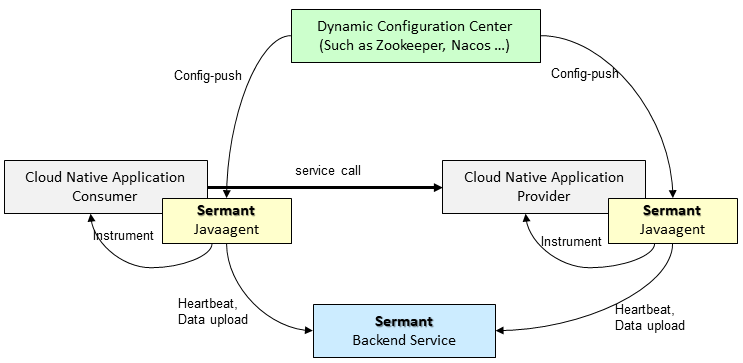 Dynamic Configuration Center
(Such as Zookeeper, Nacos ...)
Config-push
Config-push
Cloud Native Application
Consumer
service call
Cloud Native Application
Provider
Sermant
Javaagent
Sermant
Javaagent
Instrument
Instrument
Heartbeat,
Data upload
Heartbeat,
Data upload
Sermant
Backend Service